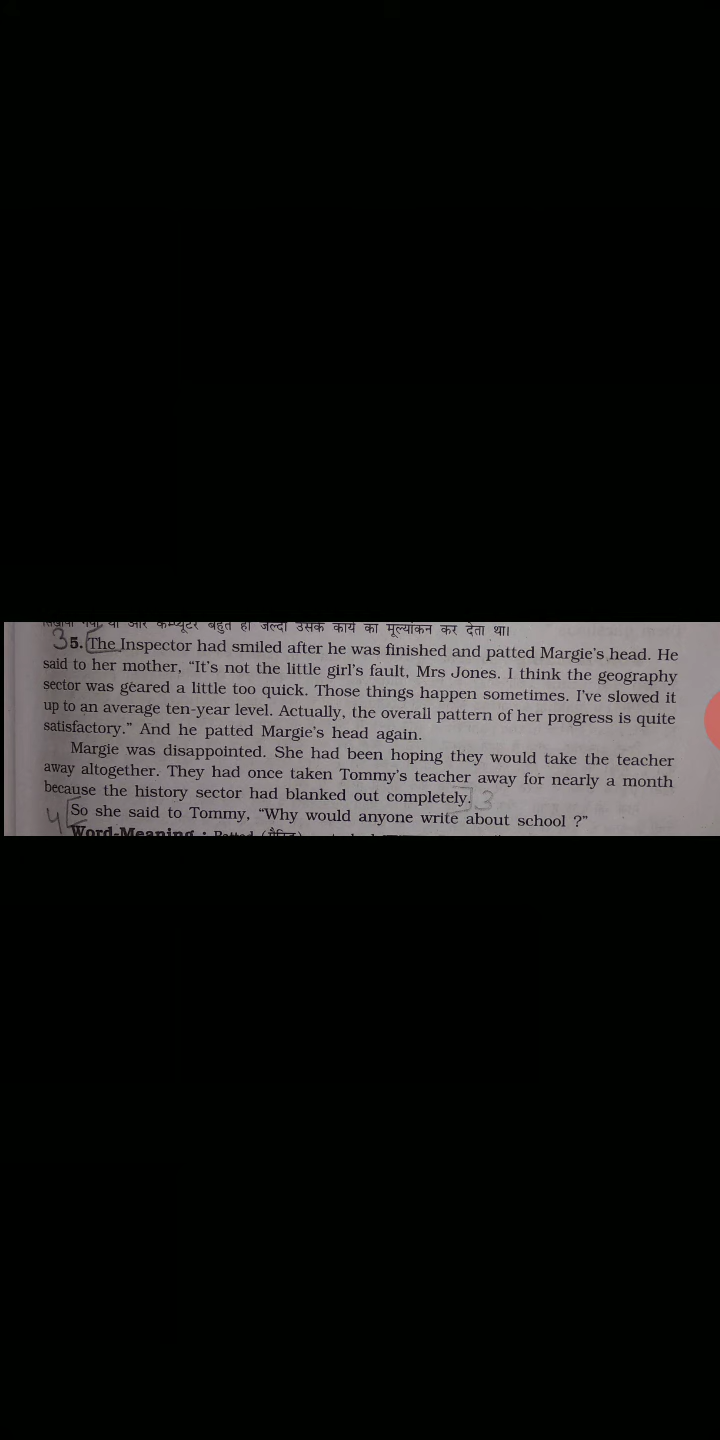 या और कम्प्यूटर बहुत ही जल्दी उसके कार्य का मूल्यांकन कर देता था।
3 5. The Inspector had smiled after he was finished and patted Margie's head. He
said to her mother, “It's not the little girl's fault, Mrs Jones. I think the geography
sector was geared a little too quick. Those things happen sometimes. I've slowed it
up to an average ten-year level. Actually, the overall pattern of her progress is quite
satisfactory.” And he patted Margie's head again.
Margie was disappointed. She had been hoping they would take the teacher
away altogether. They had once taken Tommy's teacher away for nearly a month
because the history sector had blanked out completely. 3
4 So she said to Tommy, “Why would anyone write about school ?”
Word-Meaning :